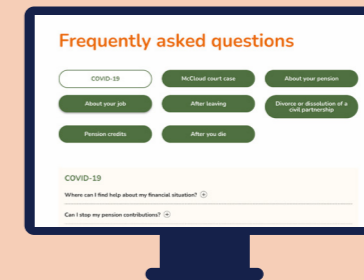 Frequently asked questions
COVID-19
McCloud court case
About your pension
About your job
After leaving
Divorce or dissolution of a
civil partnership
Pension credits
After you die
COVID-19
Where can I find help about my financial situation?
Can I stop my pension contributions?